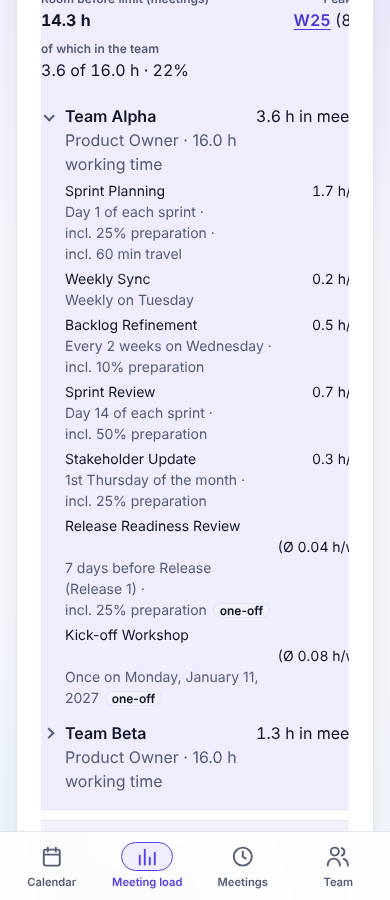 Room before limit (meetings)
14.3 h
W25 (8
of which in the team
3.6 of 16.0 h · 22%
Team Alpha 3.6 h in mee
Product Owner · 16.0 h
working time
Sprint Planning 1.7 h/
Day 1 of each sprint ·
incl. 25% preparation ·
incl. 60 min travel
Weekly Sync 0.2 h/
Weekly on Tuesday
Backlog Refinement 0.5 h/
Every 2 weeks on Wednesday ·
incl. 10% preparation
Sprint Review 0.7 h/
Day 14 of each sprint ·
incl. 50% preparation
Stakeholder Update 0.3 h/
1st Thursday of the month ·
incl. 25% preparation
Release Readiness Review
(Ø 0.04 h/w
7 days before Release
(Release 1) ·
incl. 25% preparation one-off
Kick-off Workshop
(Ø 0.08 h/w
Once on Monday, January 11,
2027 one-off
Team Beta 1.3 h in mee
Product Owner · 16.0 h
working time
Calendar Meeting load Meetings Team